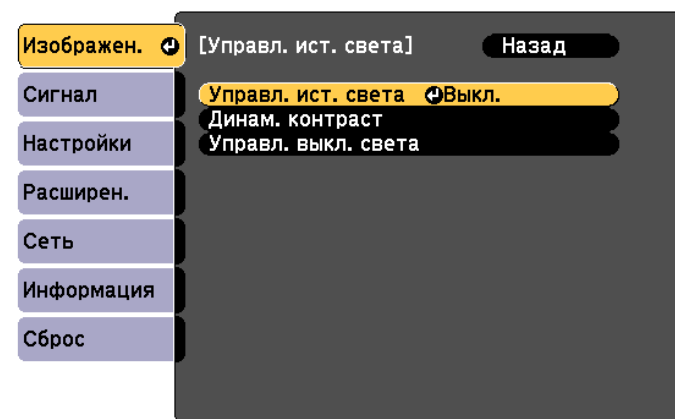 Изображен.
Сигнал
Настройки
Расширен.
Сеть
Информация
Сброс
[Управл. ист. света] Назад
Управл. ист. света Выкл.
Динам. контраст
Управл. выкл. света